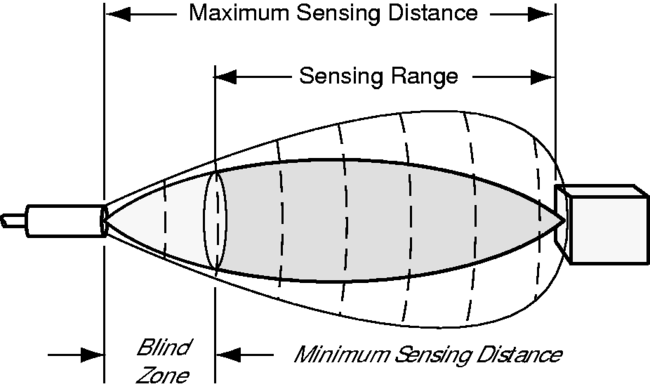 Maximum Sensing Distance
Sensing Range
Blind
Zone
Minimum Sensing Distance